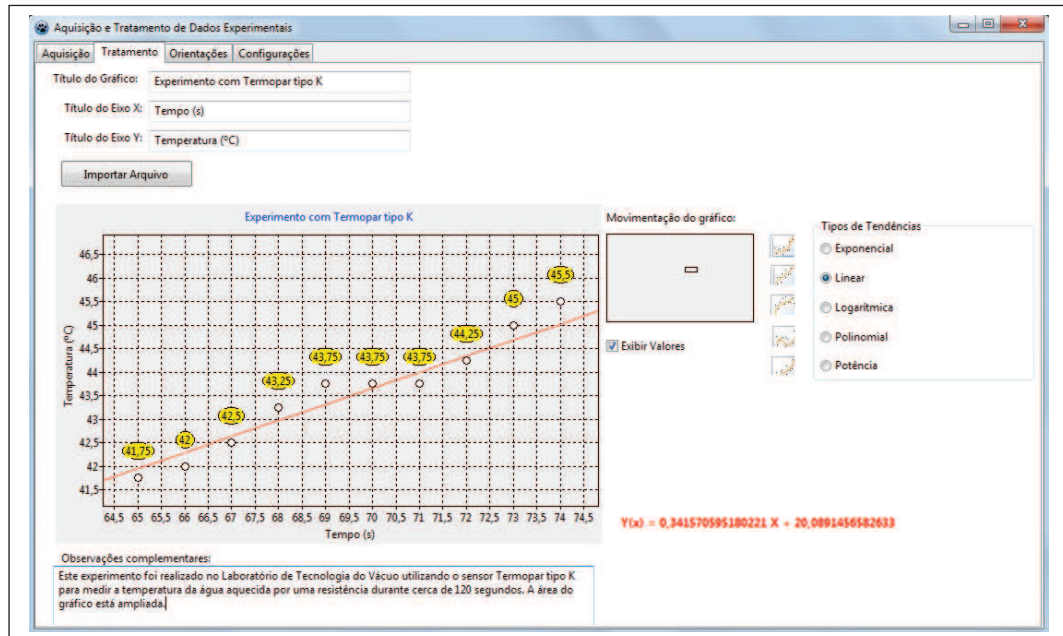 Aquisição e Tratamento de Dados Experimentais
Aquisição Tratamento Orientações Configurações
Título do Gráfico: Experimento com Termopar tipo K
Título do Eixo X: Tempo (s)
Título do Eixo Y: Temperatura (ºC)
Importar Arquivo
Experimento com Termopar tipo K
Temperatura (ºC)
46,5
46
45,5
45
44,5
44
43,5
43
42,5
42
41,5
(41,75)
(42)
(42,5)
(43,25)
(43,75)
(43,75)
(43,75)
(44,25)
(45)
(45,5)
64,5 65 65,5 66 66,5 67 67,5 68 68,5 69 69,5 70 70,5 71 71,5 72 72,5 73 73,5 74 74,5
Tempo (s)
Movimentação do gráfico:
Exibir Valores
Tipos de Tendências
Exponencial
Linear
Logarítmica
Polinomial
Potência
Y(x) = 0,341570595180221 X + 20,0891456582633
Observações complementares:
Este experimento foi realizado no Laboratório de Tecnologia do Vácuo utilizando o sensor Termopar tipo K
para medir a temperatura da água aquecida por uma resistência durante cerca de 120 segundos. A área do
gráfico está ampliada.